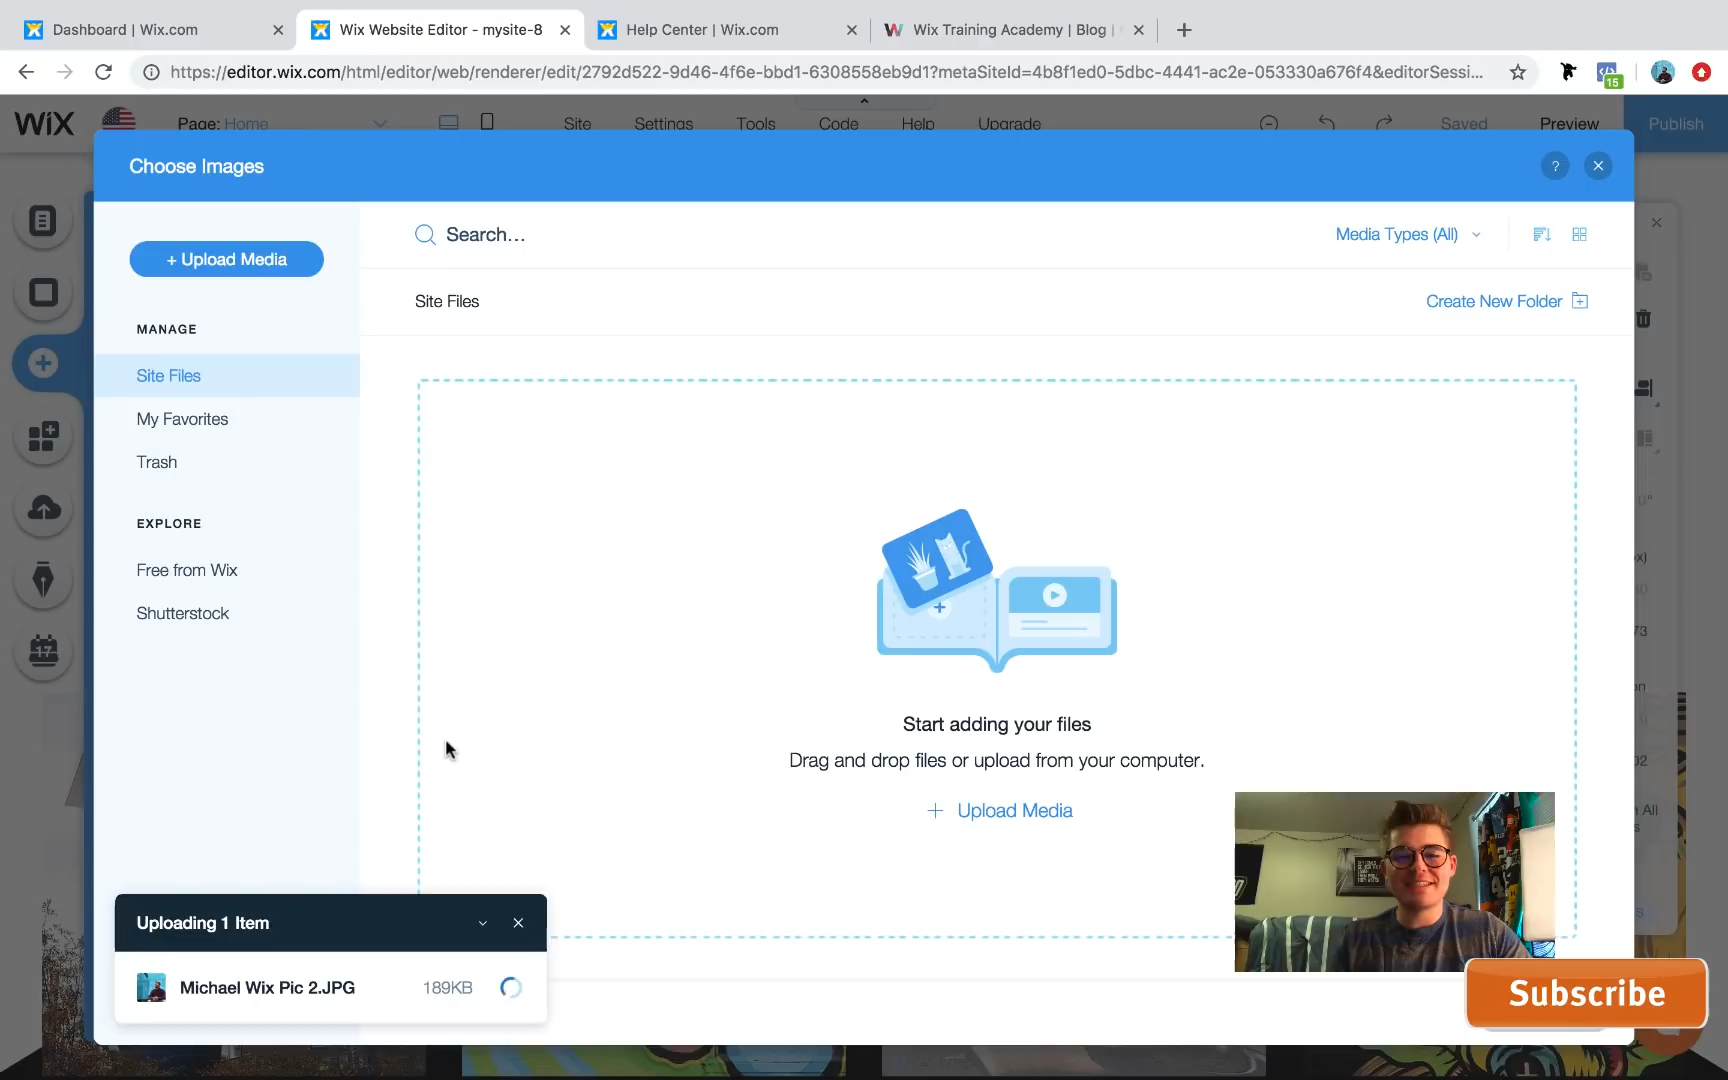 Dashboard | Wix.com
Wix Website Editor - mysite-8
Help Center | Wix.com
Wix Training Academy | Blog |
https://editor.wix.com/html/editor/web/renderer/edit/2792d522-9d46-4f6e-bbd1-6308558eb9d1?metaSiteId=4b8f1ed0-5dbc-4441-ac2e-053330a676f4&editorSessi...
15
WiX
Page: Home
Site
Settings
Tools
Code
Help
Upgrade
Saved
Preview
Publish
Choose Images
?
+ Upload Media
Search...
Media Types (All)
Site Files
Create New Folder
MANAGE
Site Files
My Favorites
Trash
EXPLORE
Free from Wix
Shutterstock
17
Start adding your files
Drag and drop files or upload from your computer.
+ Upload Media
Uploading 1 Item
Michael Wix Pic 2.JPG
189KB
Subscribe